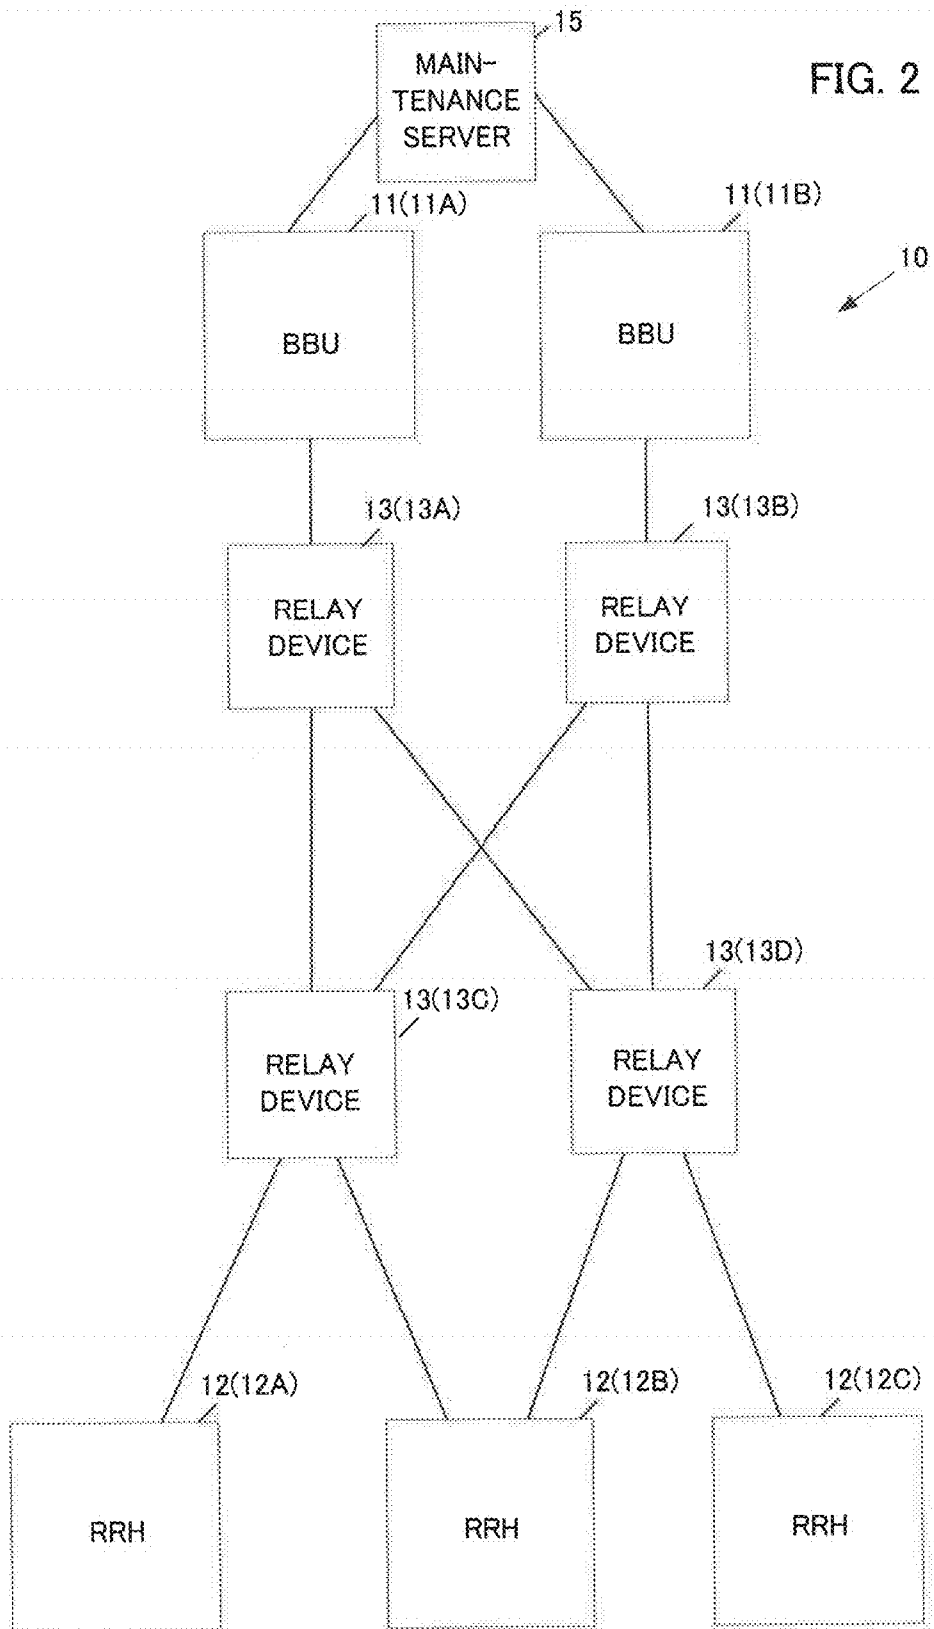 15
MAIN-
TENANCE
SERVER
FIG. 2
11(11A)
11(11B)
10
BBU
BBU
13(13A)
13(13B)
RELAY
DEVICE
RELAY
DEVICE
13(13C)
13(13D)
RELAY
DEVICE
RELAY
DEVICE
12(12A)
12(12B)
12(12C)
RRH
RRH
RRH